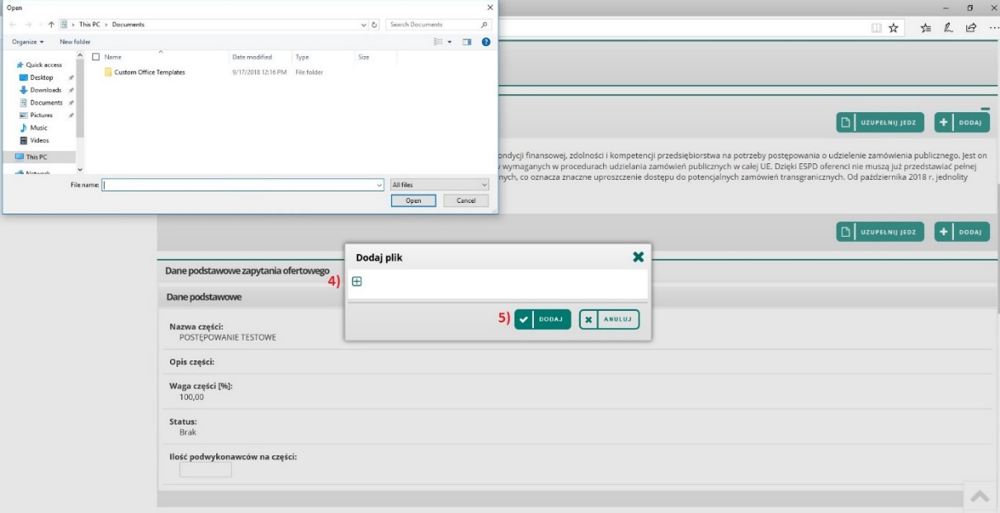 Open
This PC > Documents
Search Documents
Organize
New folder
Name Date modified Type Size
Quick access
Desktop
Downloads
Documents
Pictures
Music
Videos
This PC
Network
Custom Office Templates 9/17/2018 12:16 PM File folder
File name:
All files
Open Cancel
UZUPEŁNIJ JEDZ DODAJ
ondycji finansowej, zdolności i kompetencji przedsiębiorstwa na potrzeby postępowania o udzielenie zamówienia publicznego. Jest on
wymaganych w procedurach udzielania zamówień publicznych w całej UE. Dzięki ESPD oferenci nie muszą już przedstawiać pełnej
nych, co oznacza znaczne uproszczenie dostępu do potencjalnych zamówień transgranicznych. Od października 2018 r. jednolity
UZUPEŁNIJ JEDZ DODAJ
Dodaj plik
4)
5) DODAJ ANULUJ
Dane podstawowe zapytania ofertowego
Dane podstawowe
Nazwa części:
POSTĘPOWANIE TESTOWE
Opis części:
Waga części [%]:
100,00
Status:
Brak
Ilość podwykonawców na części: